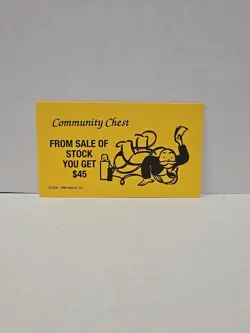 Community Chest
FROM SALE OF
STOCK
YOU GET
$45